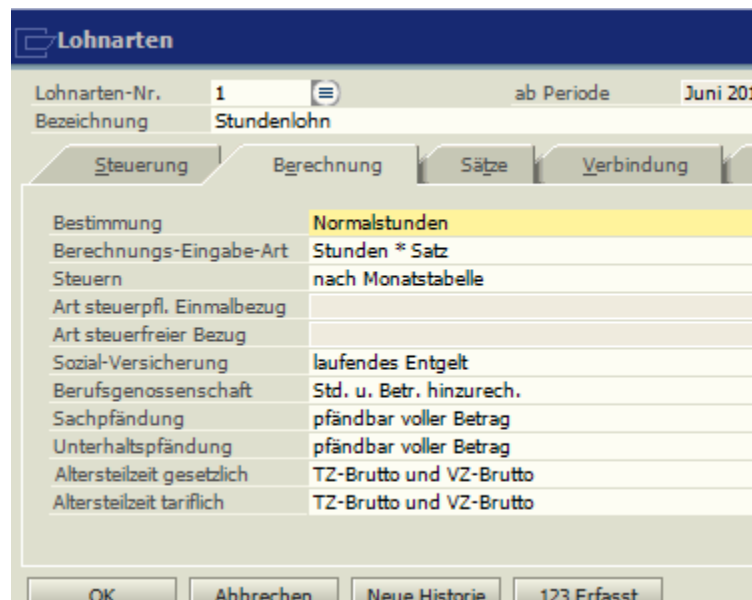 Lohnarten
Lohnarten-Nr. 1 ab Periode Juni
Bezeichnung Stundenlohn
Steuerung Berechnung Sätze Verbindung
Bestimmung Normalstunden
Berechnungs-Eingabe-Art Stunden * Satz
Steuern nach Monatstabelle
Art steuerpfl. Einmalbezug
Art steuerfreier Bezug
Sozial-Versicherung laufendes Entgelt
Berufsgenossenschaft Std. u. Betr. hinzurech.
Sachpfändung pfändbar voller Betrag
Unterhaltspfändung pfändbar voller Betrag
Altersteilzeit gesetzlich TZ-Brutto und VZ-Brutto
Altersteilzeit tariflich TZ-Brutto und VZ-Brutto
OK Abbrechen Neue Historie 123 Erfasst